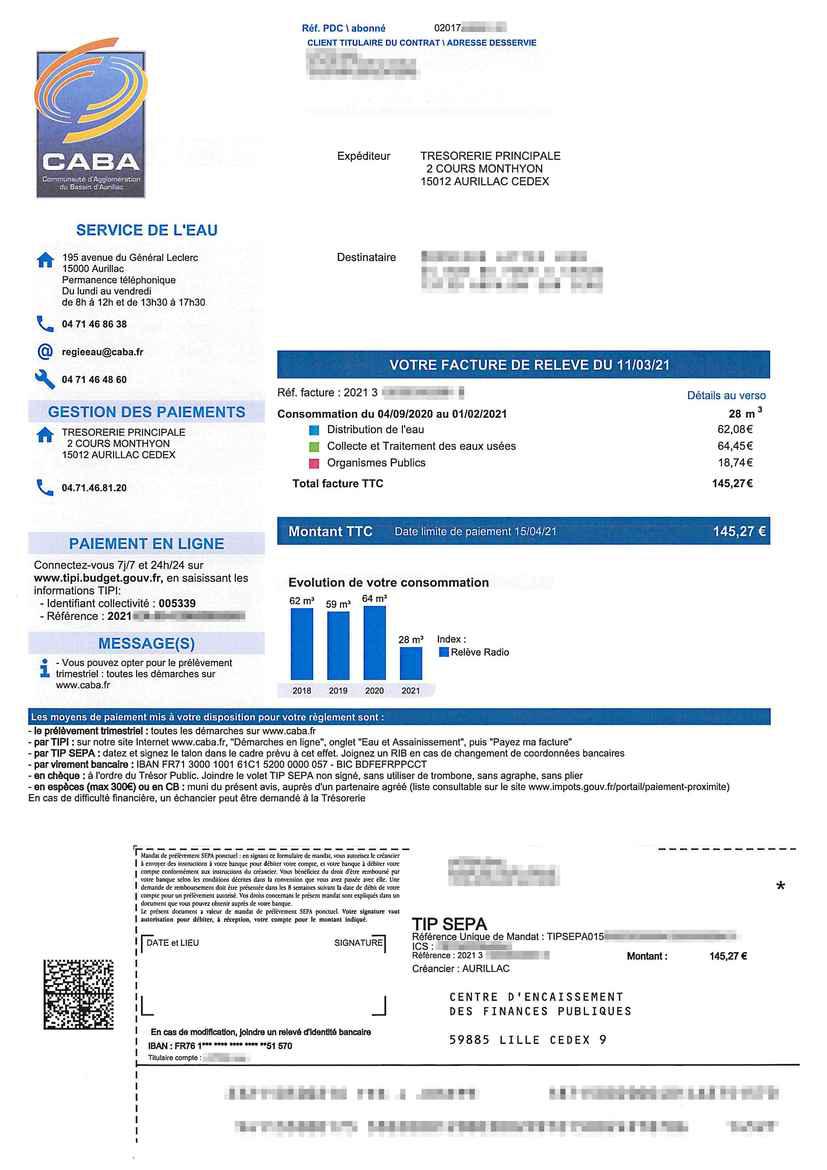 Réf. PDC \ abonné 02017
CLIENT TITULAIRE DU CONTRAT \ ADRESSE DESSERVIE
CABA
Communauté d'Agglomération
du Bassin d'Aurillac
Expéditeur TRESORERIE PRINCIPALE
2 COURS MONTHYON
15012 AURILLAC CEDEX
Destinataire
SERVICE DE L'EAU
195 avenue du Général Leclerc
15000 Aurillac
Permanence téléphonique
Du lundi au vendredi
de 8h à 12h et de 13h30 à 17h30
04 71 46 86 38
@ regieeau@caba.fr
04 71 46 48 60
GESTION DES PAIEMENTS
TRESORERIE PRINCIPALE
2 COURS MONTHYON
15012 AURILLAC CEDEX
04.71.46.81.20
PAIEMENT EN LIGNE
Connectez-vous 7j/7 et 24h/24 sur
www.tipi.budget.gouv.fr, en saisissant les
informations TIPI:
- Identifiant collectivité : 005339
- Référence : 2021
MESSAGE(S)
- Vous pouvez opter pour le prélèvement
trimestriel : toutes les démarches sur
www.caba.fr
VOTRE FACTURE DE RELEVE DU 11/03/21
Réf. facture : 2021 3
Détails au verso
Consommation du 04/09/2020 au 01/02/2021 28 m³
Distribution de l'eau 62,08€
Collecte et Traitement des eaux usées 64,45€
Organismes Publics 18,74€
Total facture TTC 145,27€
Montant TTC Date limite de paiement 15/04/21 145,27 €
Evolution de votre consommation
62 m³ 59 m³ 64 m³ 28 m³
Index :
Relève Radio
2018 2019 2020 2021
Les moyens de paiement mis à votre disposition pour votre règlement sont :
- le prélèvement trimestriel : toutes les démarches sur www.caba.fr
- par TIPI : sur notre site Internet www.caba.fr, "Démarches en ligne", onglet "Eau et Assainissement", puis "Payez ma facture"
- par TIP SEPA : datez et signez le talon dans le cadre prévu à cet effet. Joignez un RIB en cas de changement de coordonnées bancaires
- par virement bancaire : IBAN FR71 3000 1001 61C1 5200 0000 057 - BIC BDFEFRPPCCT
- en chèque : à l'ordre du Trésor Public. Joindre le volet TIP SEPA non signé, sans utiliser de trombone, sans agraphe, sans plier
- en espèces (max 300€) ou en CB : muni du présent avis, auprès d'un partenaire agréé (liste consultable sur le site www.impots.gouv.fr/portail/paiement-proximite)
En cas de difficulté financière, un échancier peut être demandé à la Trésorerie
Mandat de prélèvement SEPA ponctuel : en signant ce formulaire de mandat, vous autorisez le créancier
à envoyer des instructions à votre banque pour débiter votre compte, et votre banque à débiter votre
compte conformément aux instructions du créancier. Vous bénéficiez du droit d'être remboursé par
votre banque selon les conditions décrites dans la convention que vous avez passée avec elle. Une
demande de remboursement doit être présentée dans les 8 semaines suivant la date de débit de votre
compte pour un prélèvement autorisé. Vos droits concernant le présent mandat sont expliqués dans un
document que vous pouvez obtenir auprès de votre banque.
Le présent document a valeur de mandat de prélèvement SEPA ponctuel. Votre signature vaut
autorisation pour débiter, à réception, votre compte pour le montant indiqué.
DATE et LIEU SIGNATURE
*
TIP SEPA
Référence Unique de Mandat : TIPSEPA015
ICS :
Référence : 2021 3 Montant : 145,27 €
Créancier : AURILLAC
CENTRE D'ENCAISSEMENT
DES FINANCES PUBLIQUES
59885 LILLE CEDEX 9
En cas de modification, joindre un relevé d'identité bancaire
IBAN : FR76 1*** **** **** **** **51 570
Titulaire compte :